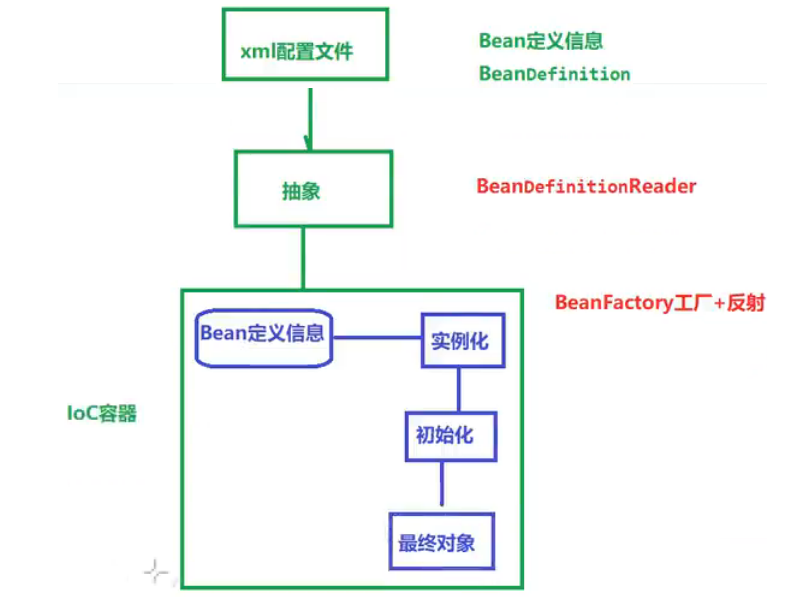 xml配置文件
Bean定义信息
BeanDefinition
抽象
BeanDefinitionReader
BeanFactory工厂+反射
Bean定义信息
实例化
IoC容器
初始化
最终对象